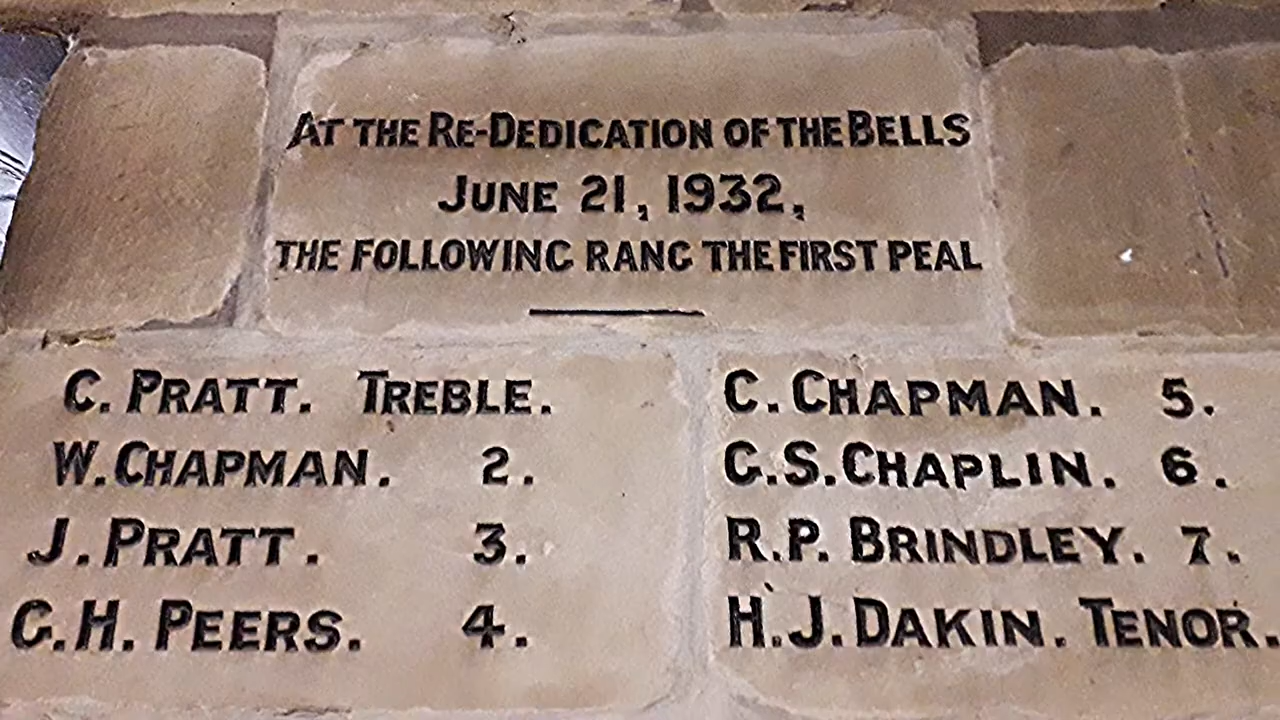 AT THE RE-DEDICATION OF THE BELLS
JUNE 21, 1932,
THE FOLLOWING RANG THE FIRST PEAL
C. PRATT. TREBLE.
W. CHAPMAN. 2.
J. PRATT. 3.
G. H. PEERS. 4.
C. CHAPMAN. 5.
G. S. CHAPLIN. 6.
R. P. BRINDLEY. 7.
H. J. DAKIN. TENOR.